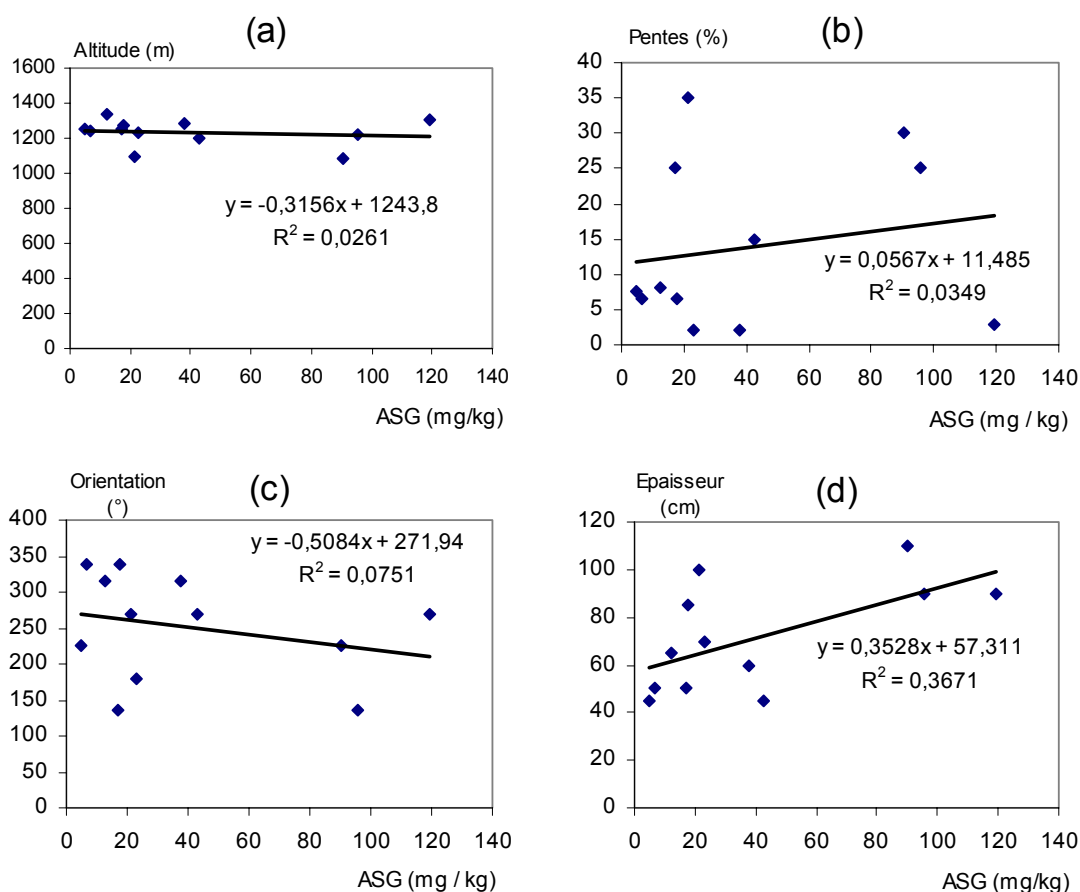 (a)
Altitude (m)
1600
1400
1200
1000
800
600
400
200
0
y = -0,3156x + 1243,8
R² = 0,0261
0 20 40 60 80 100 120 140
ASG (mg/kg)
(b)
Pentes (%)
40
35
30
25
20
15
10
5
0
y = 0,0567x + 11,485
R² = 0,0349
0 20 40 60 80 100 120 140
ASG (mg / kg)
(c)
Orientation
(°)
400
350
300
250
200
150
100
50
0
y = -0,5084x + 271,94
R² = 0,0751
0 20 40 60 80 100 120 140
ASG (mg / kg)
(d)
Epaisseur
(cm)
120
100
80
60
40
20
0
y = 0,3528x + 57,311
R² = 0,3671
0 20 40 60 80 100 120 140
ASG (mg/kg)